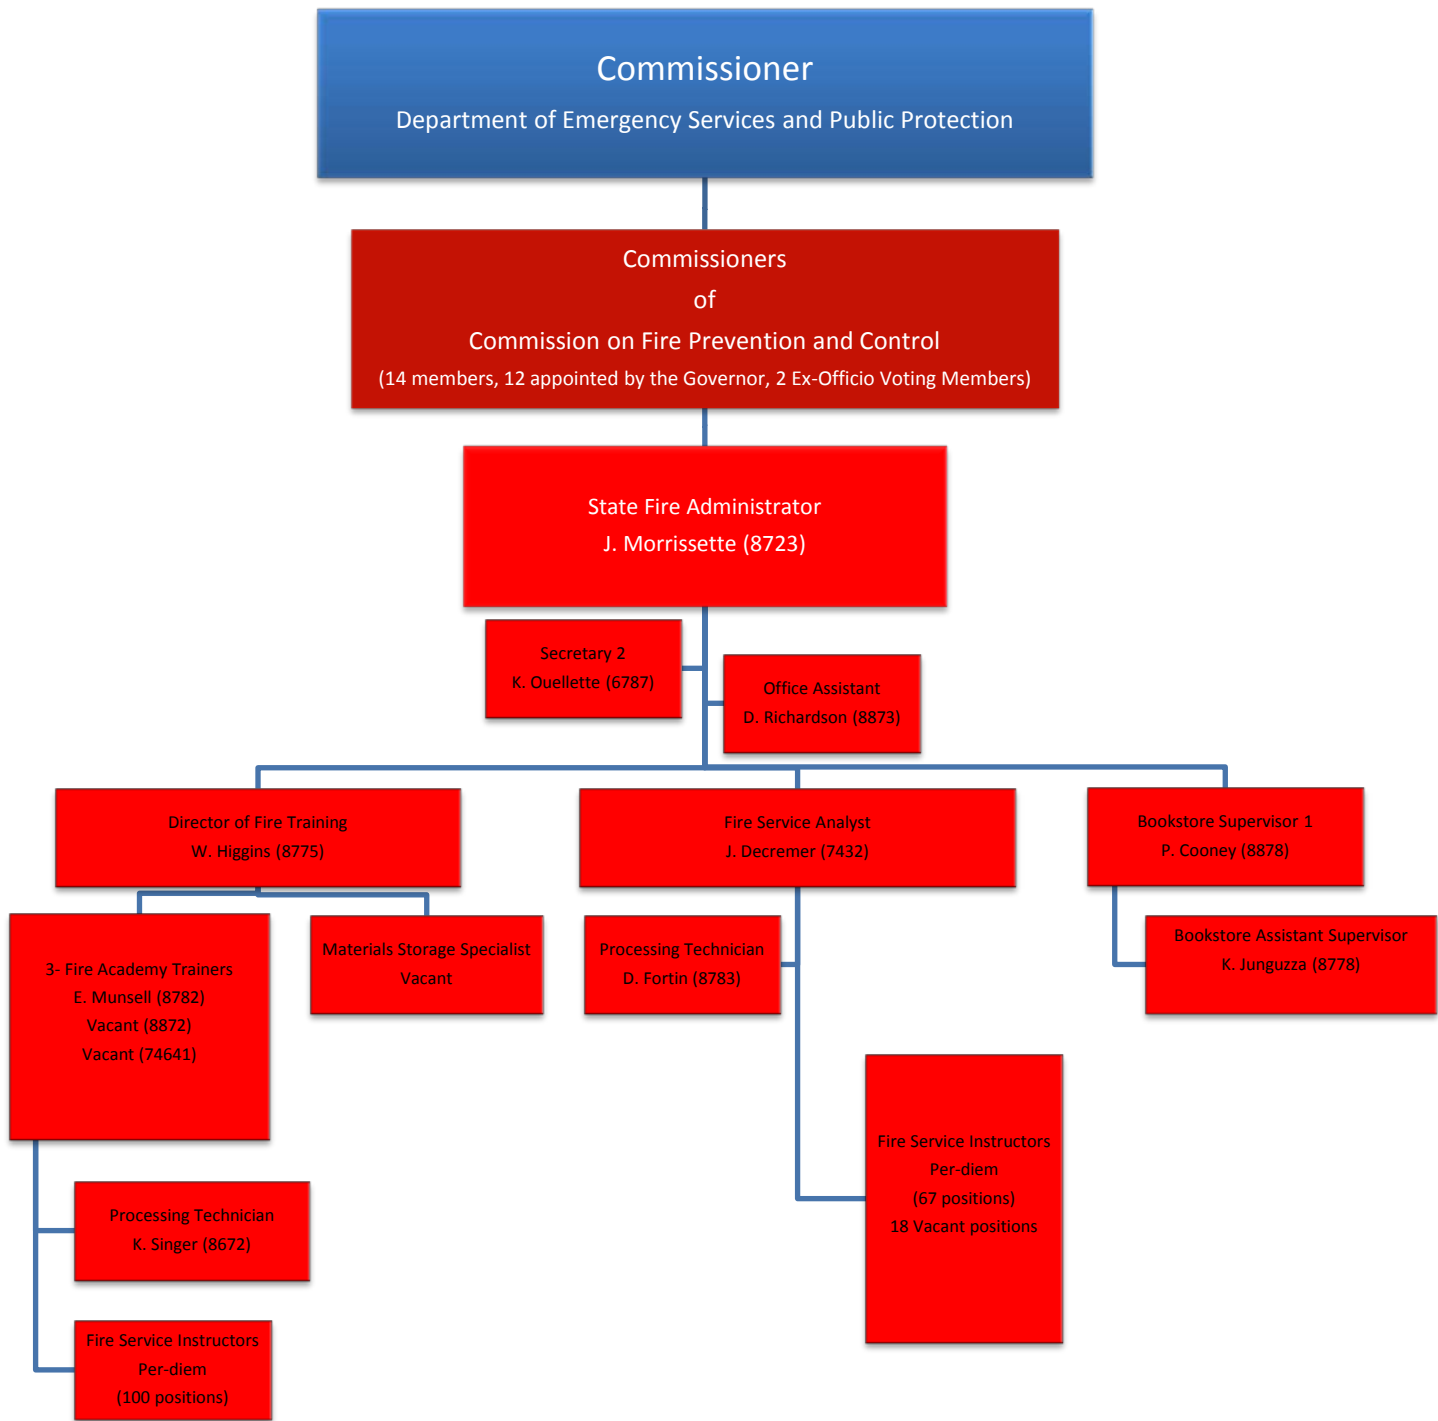 Commissioner
Department of Emergency Services and Public Protection
Commissioners
of
Commission on Fire Prevention and Control
(14 members, 12 appointed by the Governor, 2 Ex-Officio Voting Members)
State Fire Administrator
J. Morrissette (8723)
Secretary 2
K. Ouellette (6787)
Office Assistant
D. Richardson (8873)
Director of Fire Training
W. Higgins (8775)
Fire Service Analyst
J. Decremer (7432)
Bookstore Supervisor 1
P. Cooney (8878)
3- Fire Academy Trainers
E. Munsell (8782)
Vacant (8872)
Vacant (74641)
Materials Storage Specialist
Vacant
Processing Technician
D. Fortin (8783)
Bookstore Assistant Supervisor
K. Junguzza (8778)
Fire Service Instructors
Per-diem
(67 positions)
18 Vacant positions
Processing Technician
K. Singer (8672)
Fire Service Instructors
Per-diem
(100 positions)